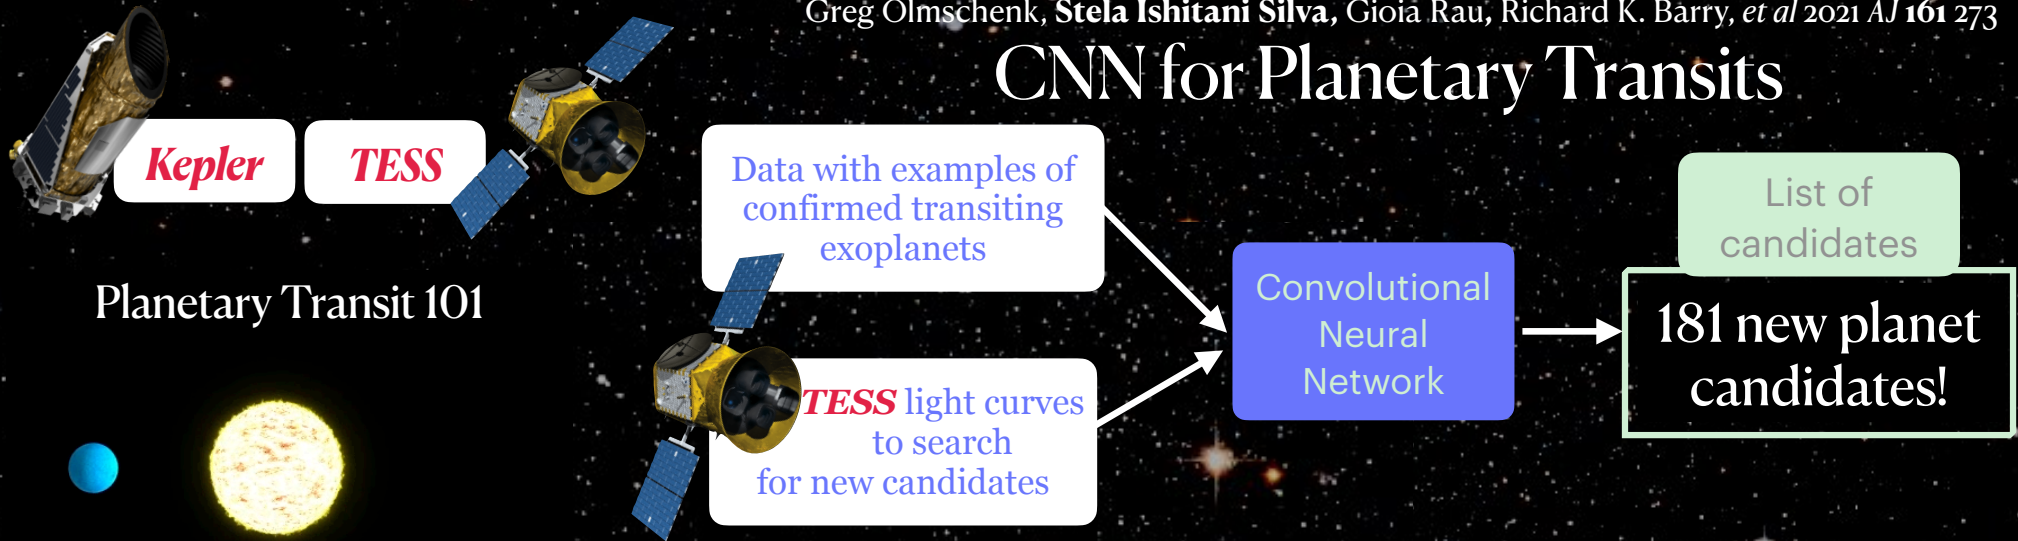 Greg Olmschenk, Stela Ishitani Silva, Gioia Rau, Richard K. Barry, et al 2021 AJ 161 273
CNN for Planetary Transits
Kepler
TESS
Planetary Transit 101
Data with examples of
confirmed transiting
exoplanets
TESS light curves
to search
for new candidates
Convolutional
Neural
Network
List of
candidates
181 new planet
candidates!